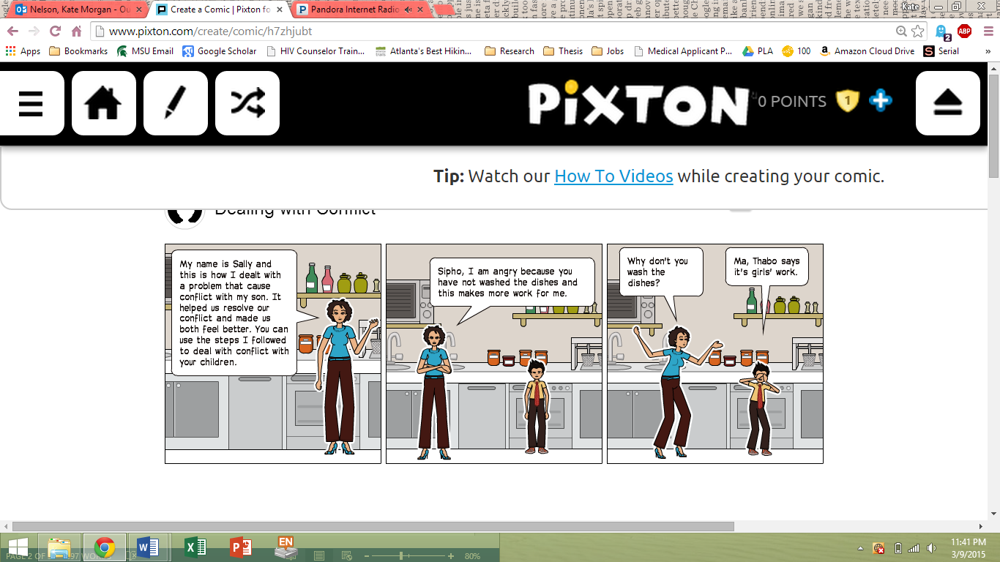 Nelson, Kate Morgan - Ou
Create a Comic | Pixton fo
Pandora Internet Radio
Kate
www.pixton.com/create/comic/h7zhjubt
2
ABP
Apps
Bookmarks
MSU Email
Google Scholar
HIV Counselor Train...
Atlanta's Best Hikin...
Research
Thesis
Jobs
Medical Applicant P...
PLA
100
Amazon Cloud Drive
Serial
»
PiXTON
0 POINTS
1
Tip: Watch our How To Videos while creating your comic.
Dealing with Conflict
My name is Sally and
this is how I dealt with
a problem that cause
conflict with my son. It
helped us resolve our
conflict and made us
both feel better. You can
use the steps I followed
to deal with conflict with
your children.
Sipho, I am angry because you
have not washed the dishes and
this makes more work for me.
Why don't you
wash the
dishes?
Ma, Thabo says
it's girls' work.
EN
80%
11:41 PM
3/9/2015